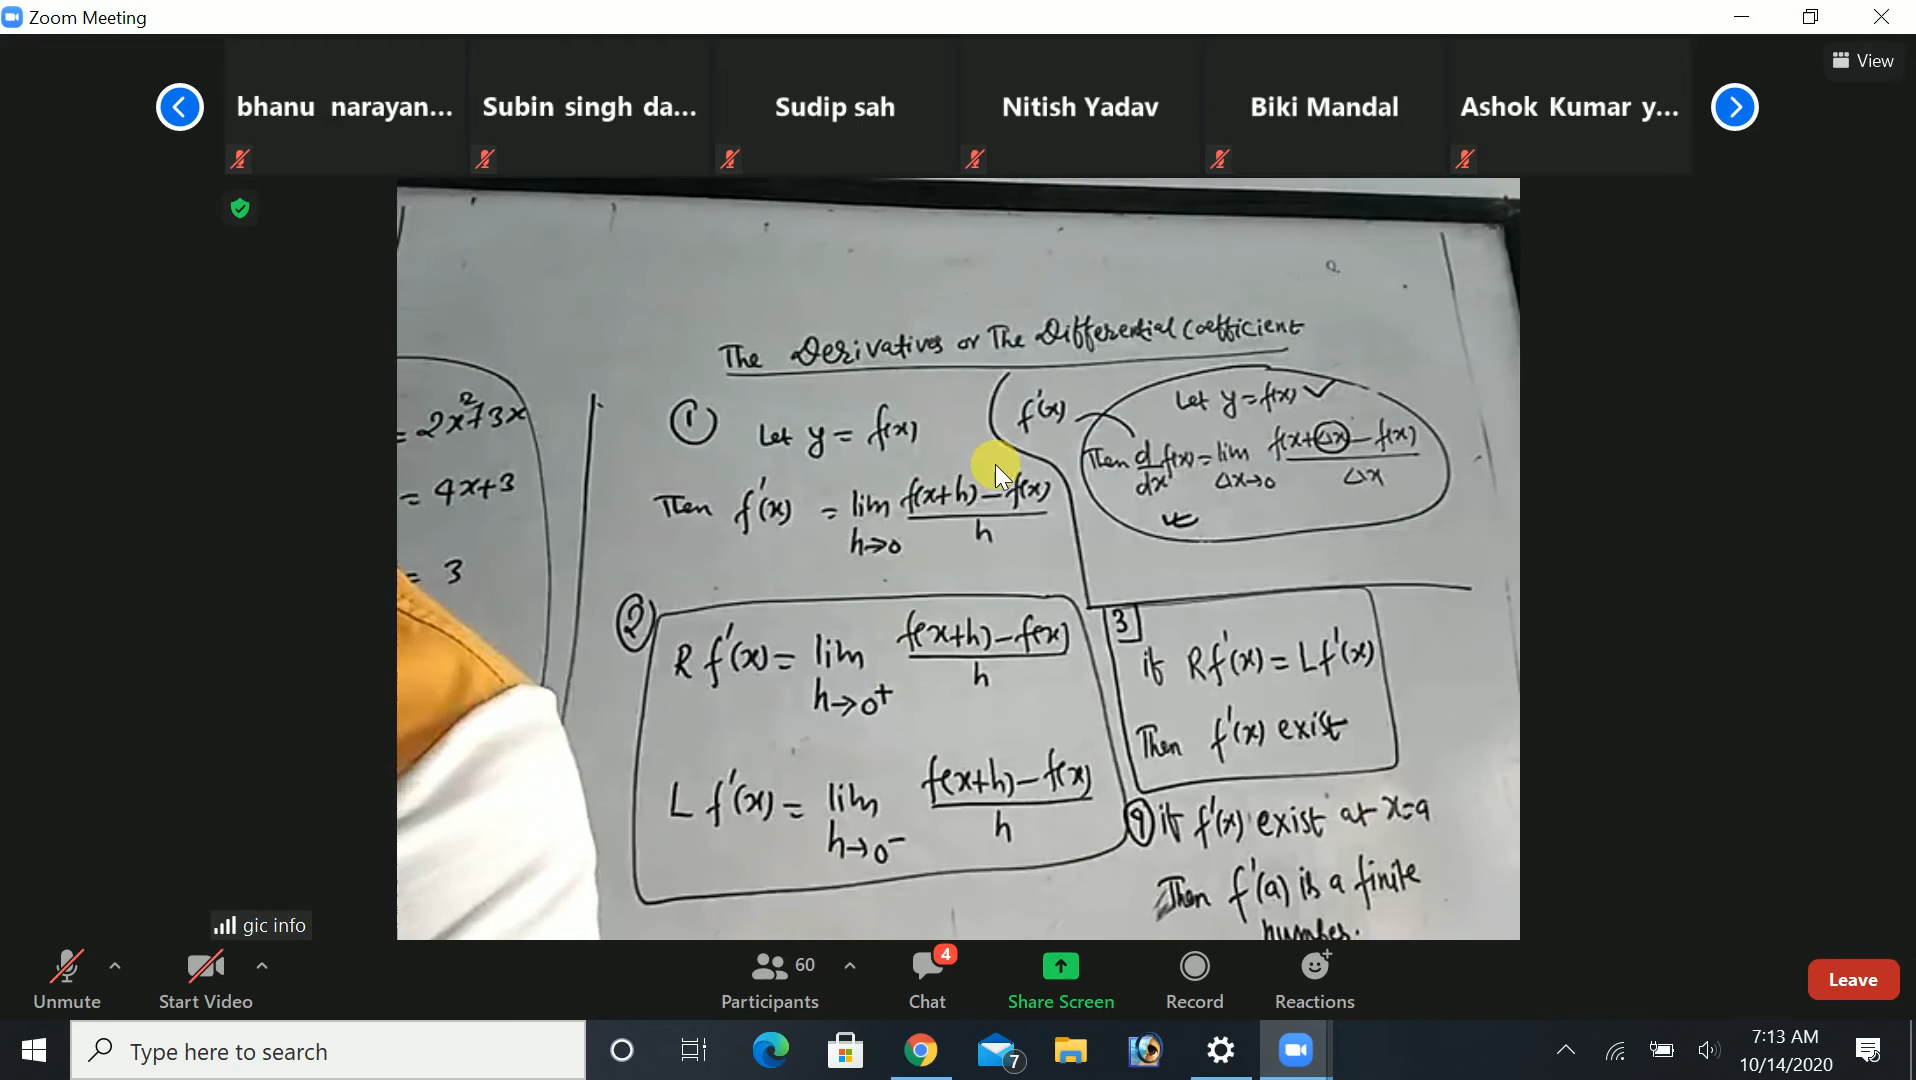 Zoom Meeting
View
bhanu narayan...
Subin singh da...
Sudip sah
Nitish Yadav
Biki Mandal
Ashok Kumar y...
The Derivatives or The Differential Coefficient
= 2x²+3x
= 4x+3
= 3
① Let y = f(x)
Then f'(x) = lim h→0 f(x+h)-f(x) / h
f'(x)
Let y = f(x) ✓
Then d/dx f(x) = lim Δx→0 f(x+Δx)-f(x) / Δx
②
R f'(x) = lim h→0⁺ f(x+h)-f(x) / h
L f'(x) = lim h→0⁻ f(x+h)-f(x) / h
3
if Rf'(x) = Lf'(x)
Then f'(x) exist
④ if f'(x) exist at x=a
Then f'(a) is a finite
number.
gic info
Unmute
Start Video
60
Participants
4
Chat
Share Screen
Record
Reactions
Leave
Type here to search
7
7:13 AM
10/14/2020